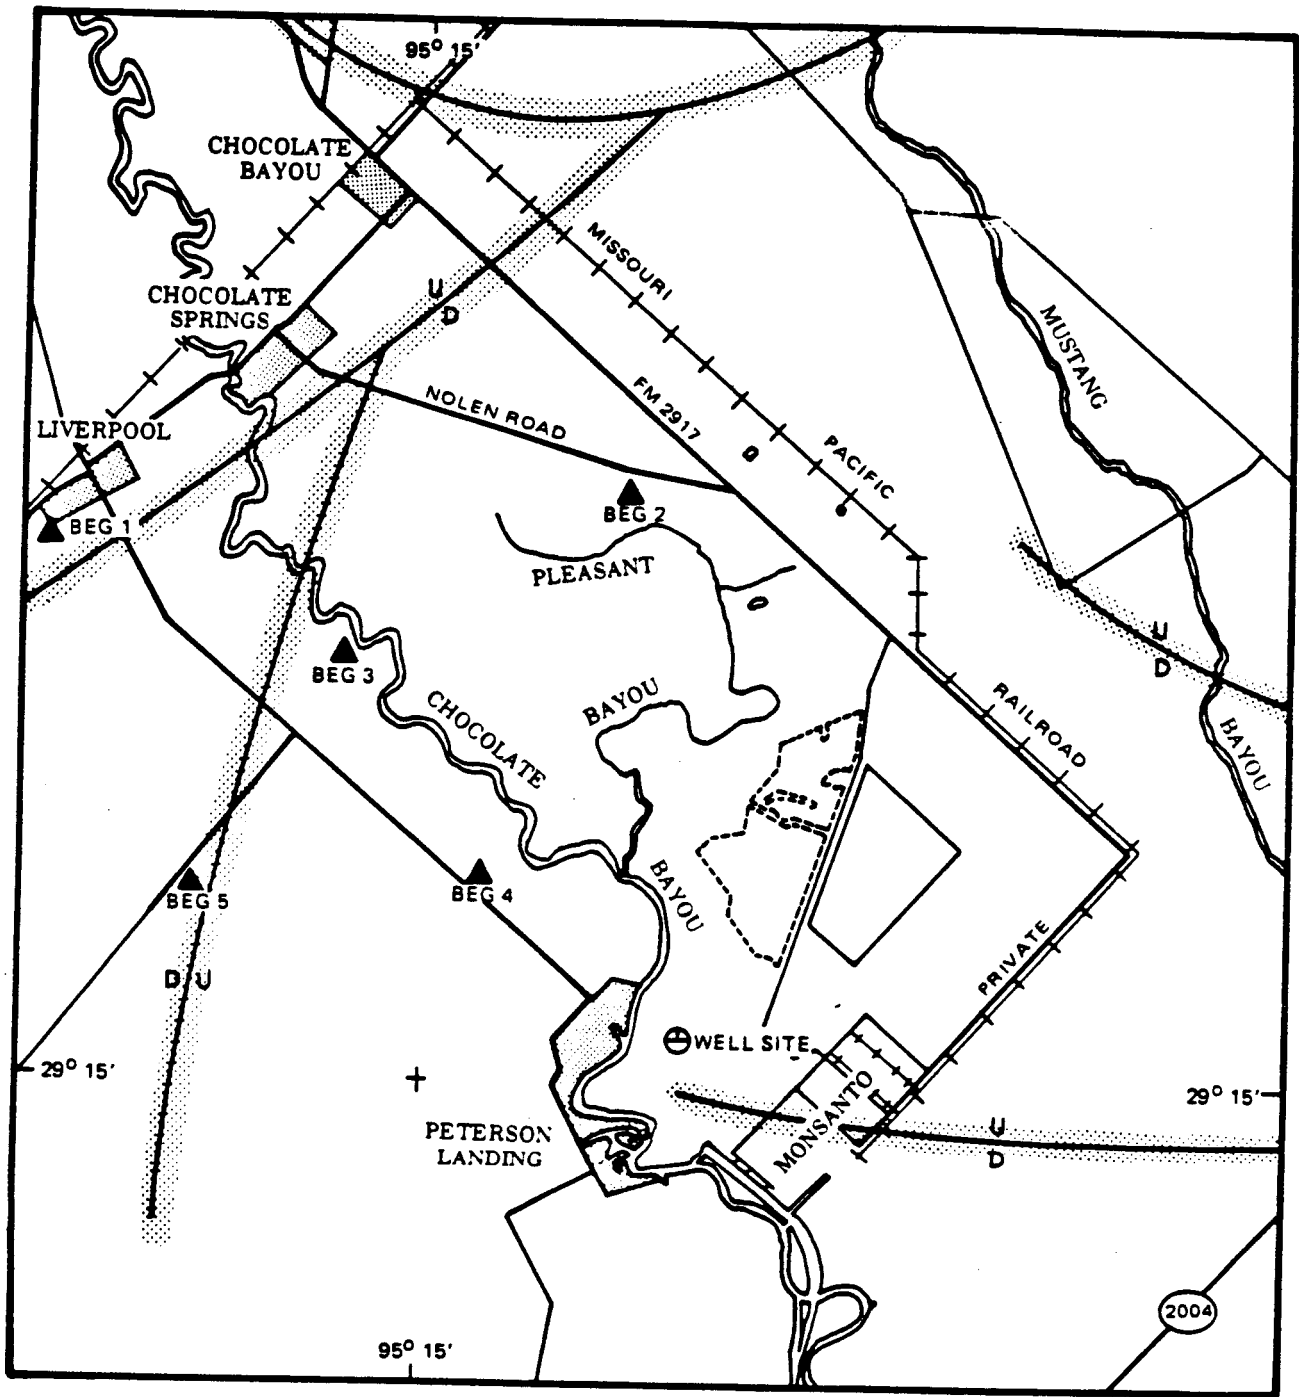 95° 15'
CHOCOLATE
BAYOU
MISSOURI
CHOCOLATE
SPRINGS
U
D
MUSTANG
NOLEN ROAD
FM 2917
LIVERPOOL
PACIFIC
BEG 1
BEG 2
PLEASANT
U
D
BEG 3
BAYOU
CHOCOLATE
RAILROAD
BAYOU
BEG 4
BEG 5
BAYOU
PRIVATE
D U
WELL SITE
29° 15'
29° 15'
MONSANTO
PETERSON
LANDING
U
D
2004
95° 15'